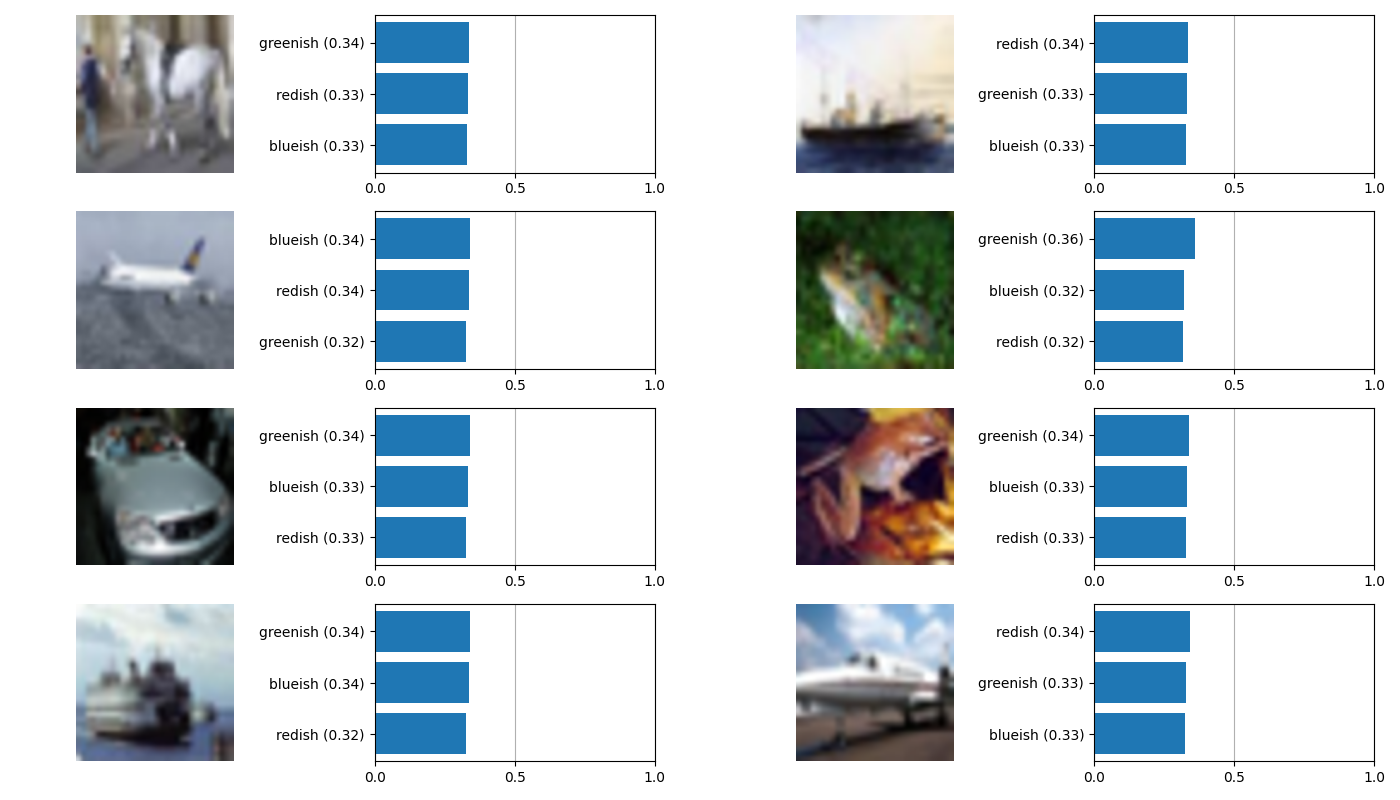 greenish (0.34)
redish (0.33)
blueish (0.33)
0.0 0.5 1.0
redish (0.34)
greenish (0.33)
blueish (0.33)
0.0 0.5 1.0
blueish (0.34)
redish (0.34)
greenish (0.32)
0.0 0.5 1.0
greenish (0.36)
blueish (0.32)
redish (0.32)
0.0 0.5 1.0
greenish (0.34)
blueish (0.33)
redish (0.33)
0.0 0.5 1.0
greenish (0.34)
blueish (0.33)
redish (0.33)
0.0 0.5 1.0
greenish (0.34)
blueish (0.34)
redish (0.32)
0.0 0.5 1.0
redish (0.34)
greenish (0.33)
blueish (0.33)
0.0 0.5 1.0